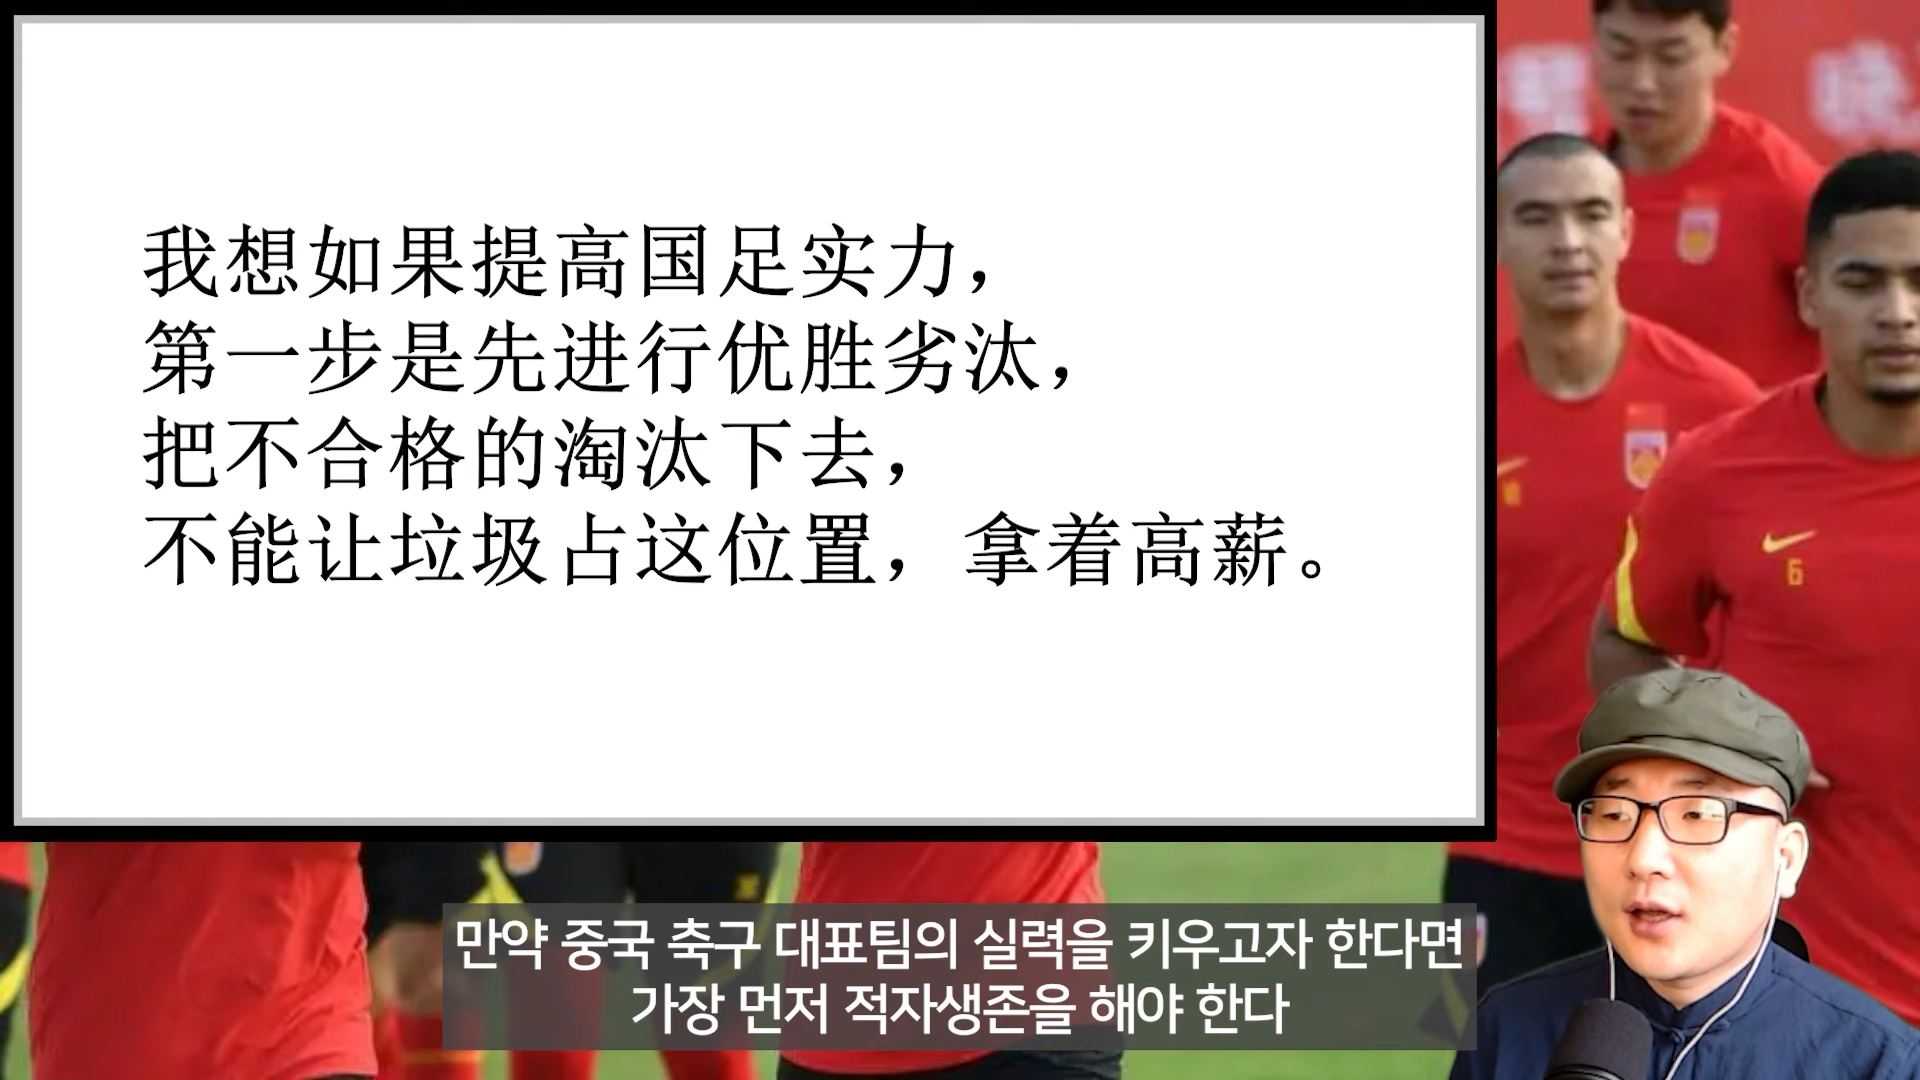 我想如果提高国足实力，
第一步是先进行优胜劣汰，
把不合格的淘汰下去，
不能让垃圾占这位置，拿着高薪。
6
만약 중국 축구 대표팀의 실력을 키우고자 한다면
가장 먼저 적자생존을 해야 한다